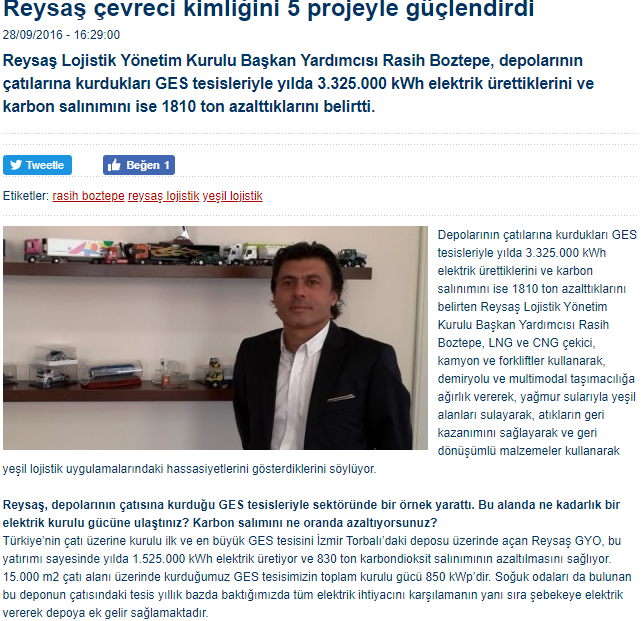 Reysaş çevreci kimliğini 5 projeyle güçlendirdi
28/09/2016 - 16:29:00
Reysaş Lojistik Yönetim Kurulu Başkan Yardımcısı Rasih Boztepe, depolarının
çatılarına kurdukları GES tesisleriyle yılda 3.325.000 kWh elektrik ürettiklerini ve
karbon salınımını ise 1810 ton azalttıklarını belirtti.
Tweetle
Beğen 1
Etiketler: rasih boztepe reysaş lojistik yeşil lojistik
Depolarının çatılarına kurdukları GES
tesisleriyle yılda 3.325.000 kWh
elektrik ürettiklerini ve karbon
salınımını ise 1810 ton azalttıklarını
belirten Reysaş Lojistik Yönetim
Kurulu Başkan Yardımcısı Rasih
Boztepe, LNG ve CNG çekici,
kamyon ve forkliftler kullanarak,
demiryolu ve multimodal taşımacılığa
ağırlık vererek, yağmur sularıyla yeşil
alanları sulayarak, atıkların geri
kazanımını sağlayarak ve geri
dönüşümlü malzemeler kullanarak
yeşil lojistik uygulamalarındaki hassasiyetlerini gösterdiklerini söylüyor.
Reysaş, depolarının çatısına kurduğu GES tesisleriyle sektöründe bir örnek yarattı. Bu alanda ne kadarlık bir
elektrik kurulu gücüne ulaştınız? Karbon salımını ne oranda azaltıyorsunuz?
Türkiye'nin çatı üzerine kurulu ilk ve en büyük GES tesisini İzmir Torbalı'daki deposu üzerinde açan Reysaş GYO, bu
yatırımı sayesinde yılda 1.525.000 kWh elektrik üretiyor ve 830 ton karbondioksit salınımının azaltılmasını sağlıyor.
15.000 m2 çatı alanı üzerinde kurduğumuz GES tesisimizin toplam kurulu gücü 850 kWp'dir. Soğuk odaları da bulunan
bu deponun çatısındaki tesis yıllık bazda baktığımızda tüm elektrik ihtiyacını karşılamanın yanı sıra şebekeye elektrik
vererek depoya ek gelir sağlamaktadır.